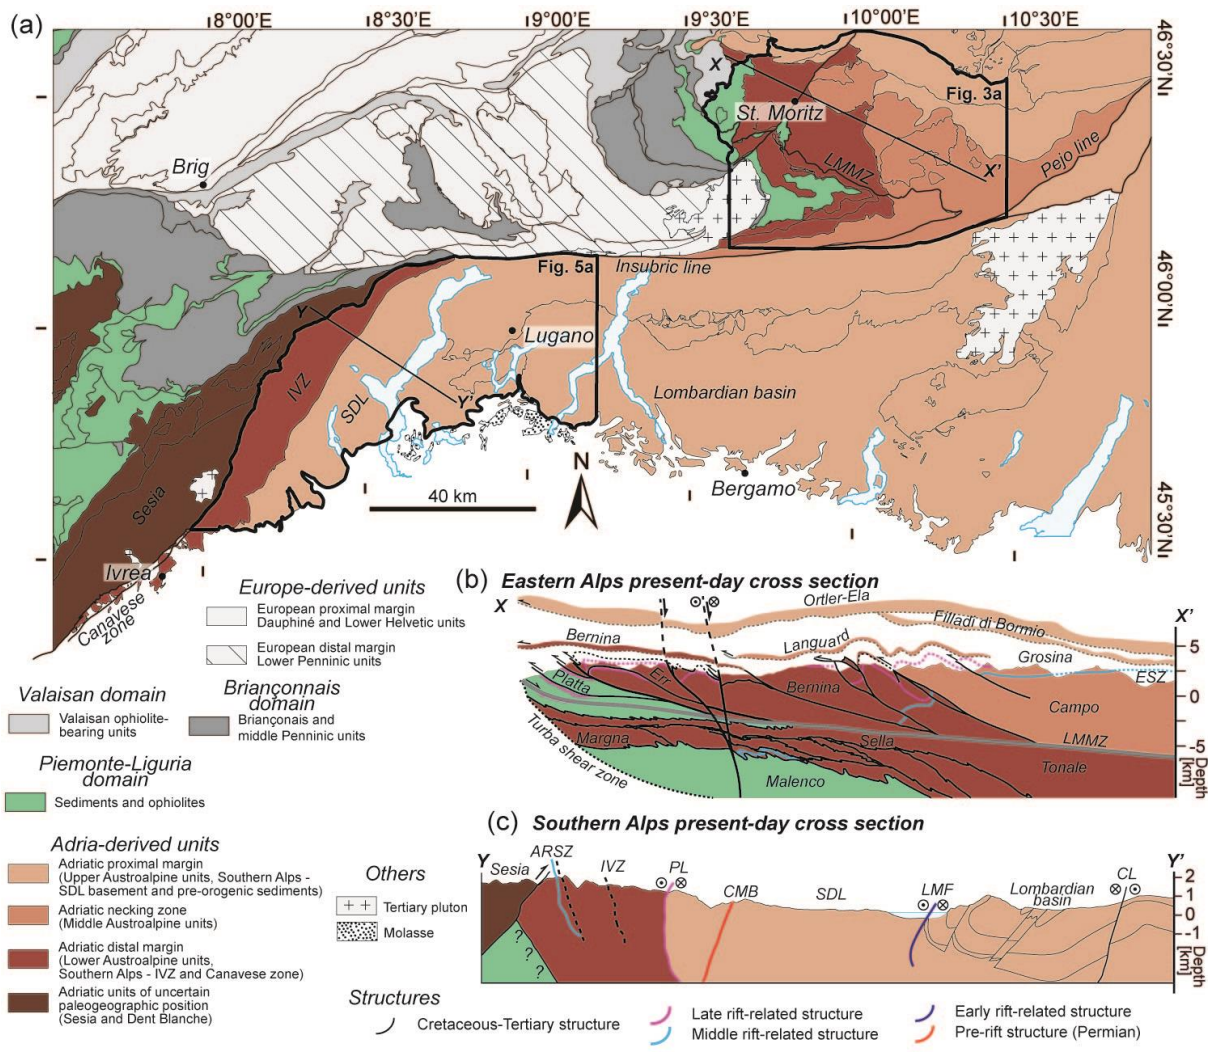 (a)
8°00'E
8°3'0'E
9°00'E
9°30'E
10°00'E
10°30'E
46°30'N
46°00'N
45°30'N
X
Fig. 3a
St. Moritz
LMMZ
X'
Pejo line
Brig
Fig. 5a
Insubric line
Y
Lugano
IVZ
SDL
Y'
Lombardian basin
N
Bergamo
40 km
Sesia
Ivrea
Canavese
zone
Europe-derived units
European proximal margin
Dauphiné and Lower Helvetic units
European distal margin
Lower Penninic units
Valaisan domain
Valaisan ophiolite-
bearing units
Briançonnais
domain
Briançonais and
middle Penninic units
Piemonte-Liguria
domain
Sediments and ophiolites
Adria-derived units
Adriatic proximal margin
(Upper Austroalpine units, Southern Alps -
SDL basement and pre-orogenic sediments)
Adriatic necking zone
(Middle Austroalpine units)
Adriatic distal margin
(Lower Austroalpine units,
Southern Alps - IVZ and Canavese zone)
Adriatic units of uncertain
paleogeographic position
(Sesia and Dent Blanche)
Others
Tertiary pluton
Molasse
(b) Eastern Alps present-day cross section
X
X'
Ortler-Ela
Filladi di Bormio
Bernina
Languard
Grosina
ESZ
Platta
Err
Bernina
Campo
Margna
Sella
LMMZ
Tonale
Malenco
Turba shear zone
5
0
-5
Depth
[km]
(c) Southern Alps present-day cross section
Y
Y'
Sesia
ARSZ
IVZ
PL
CMB
SDL
LMF
Lombardian
basin
CL
? ? ?
2
1
0
-1
Depth
[km]
Structures
Cretaceous-Tertiary structure
Late rift-related structure
Middle rift-related structure
Early rift-related structure
Pre-rift structure (Permian)